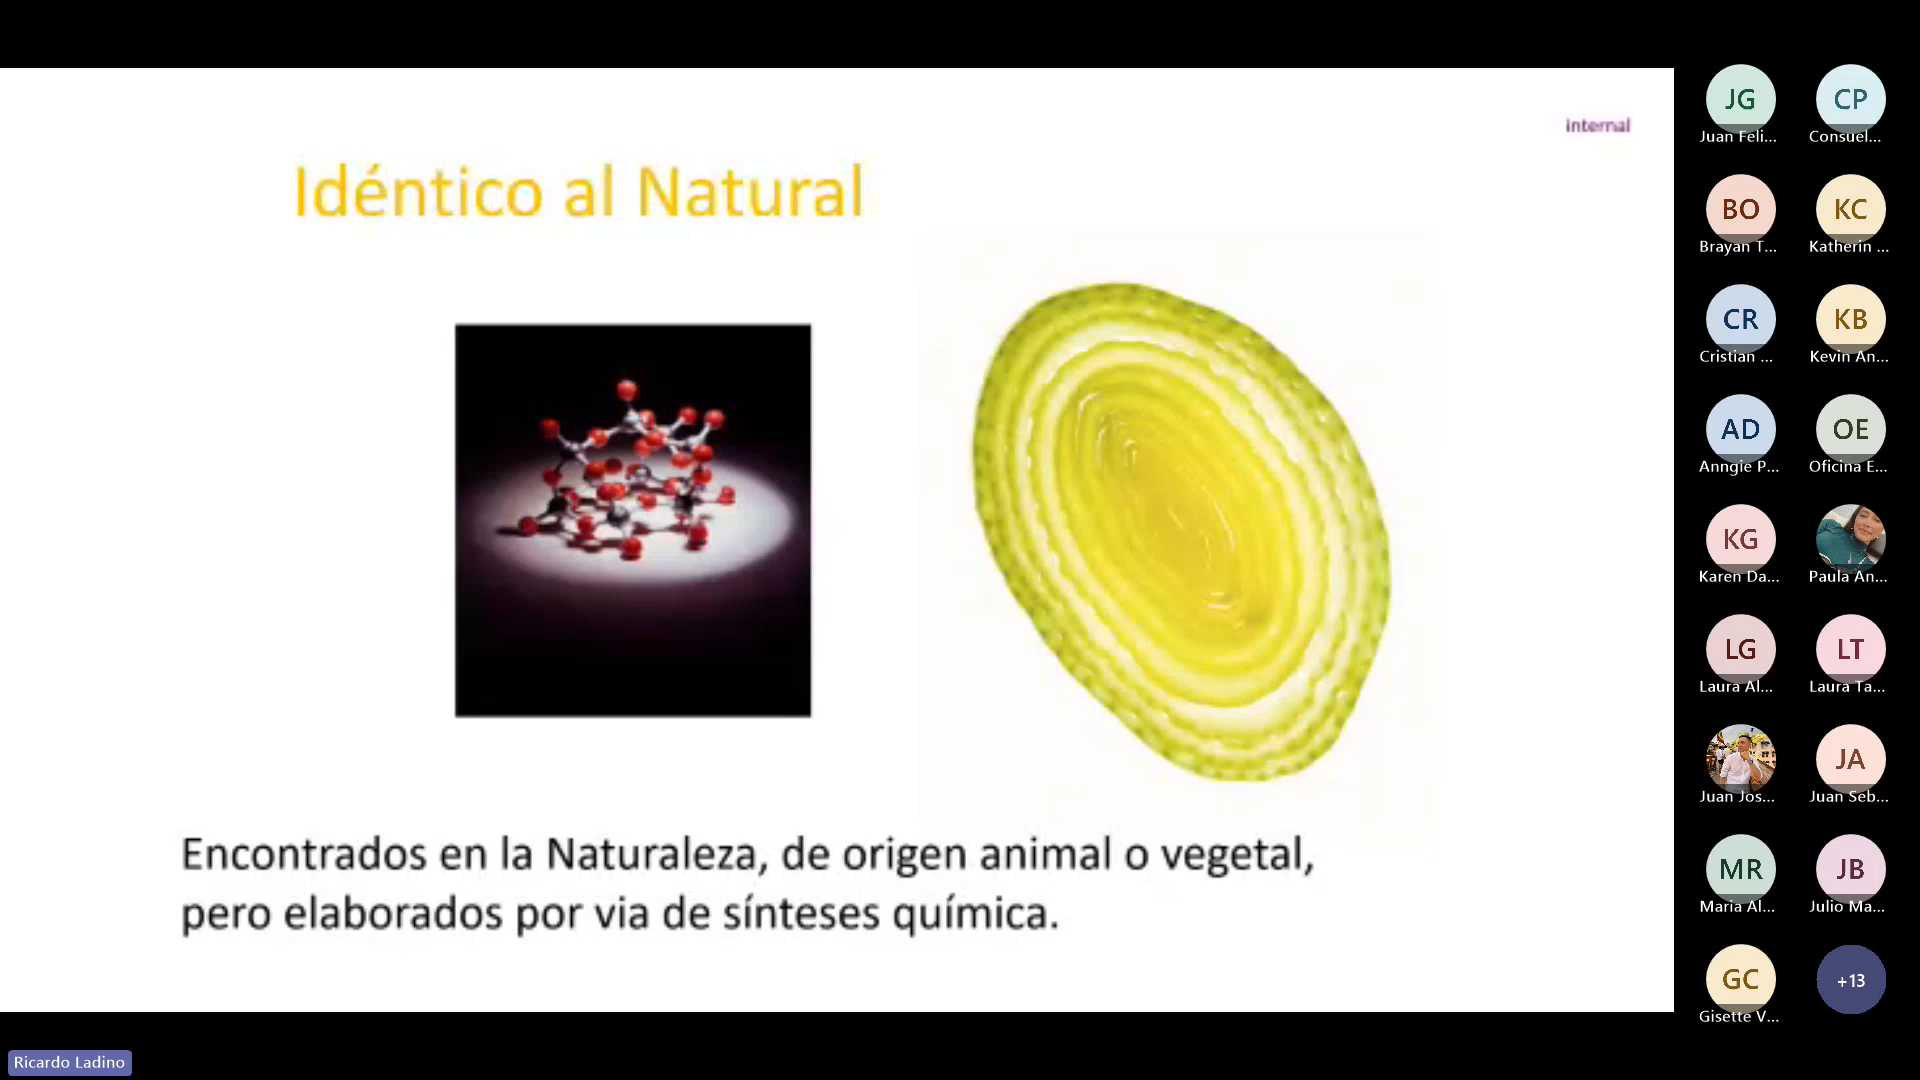 internal
Idéntico al Natural
Encontrados en la Naturaleza, de origen animal o vegetal,
pero elaborados por via de sínteses química.
JG
Juan Feli...
CP
Consuel...
BO
Brayan T...
KC
Katherin ...
CR
Cristian ...
KB
Kevin An...
AD
Anngie P...
OE
Oficina E...
KG
Karen Da...
Paula An...
LG
Laura Al...
LT
Laura Ta...
Juan Jos...
JA
Juan Seb...
MR
Maria Al...
JB
Julio Ma...
GC
Gisette V...
+13
Ricardo Ladino